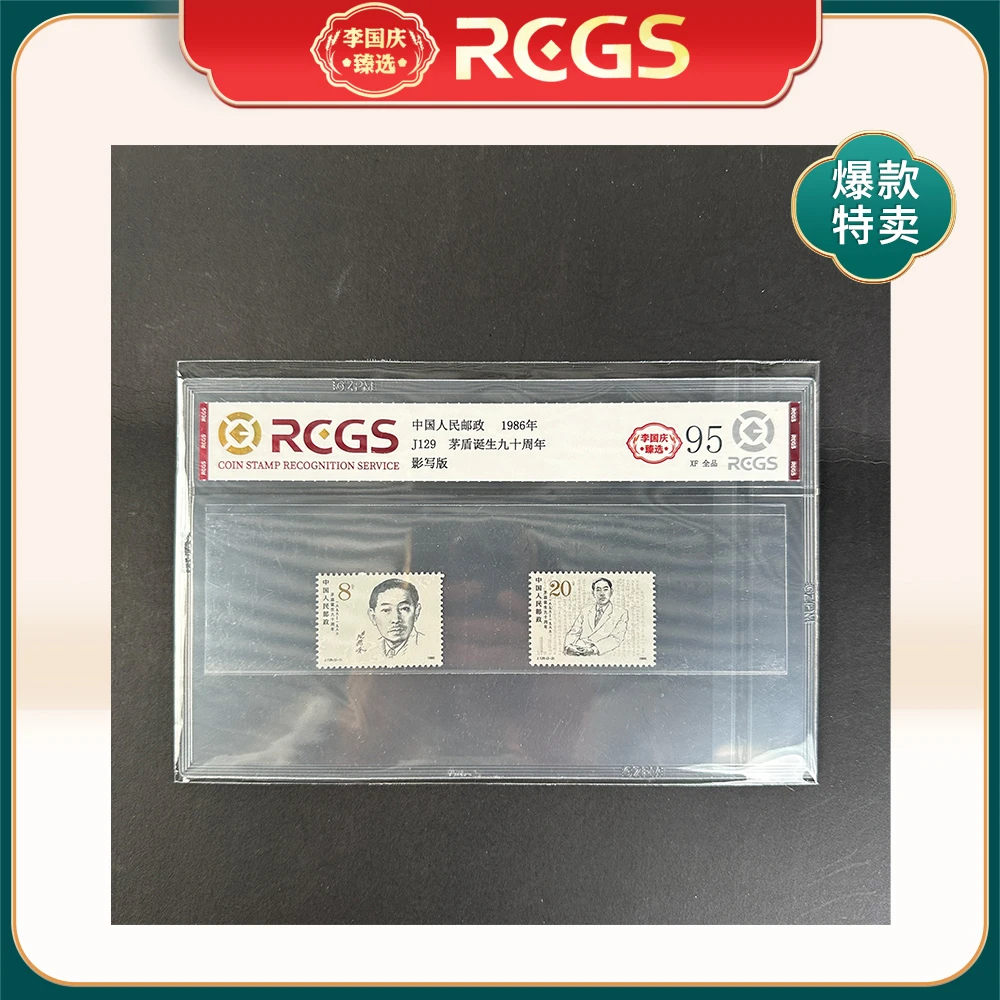 李国庆
臻选
RCGS
爆款
特卖
RCGS
COIN STAMP RECOGNITION SERVICE
中国人民邮政 1986年
J129 茅盾诞生九十周年
影写版
李国庆
臻选
95
XF 全品
RCGS
8分
中国人民邮政
20分
中国人民邮政